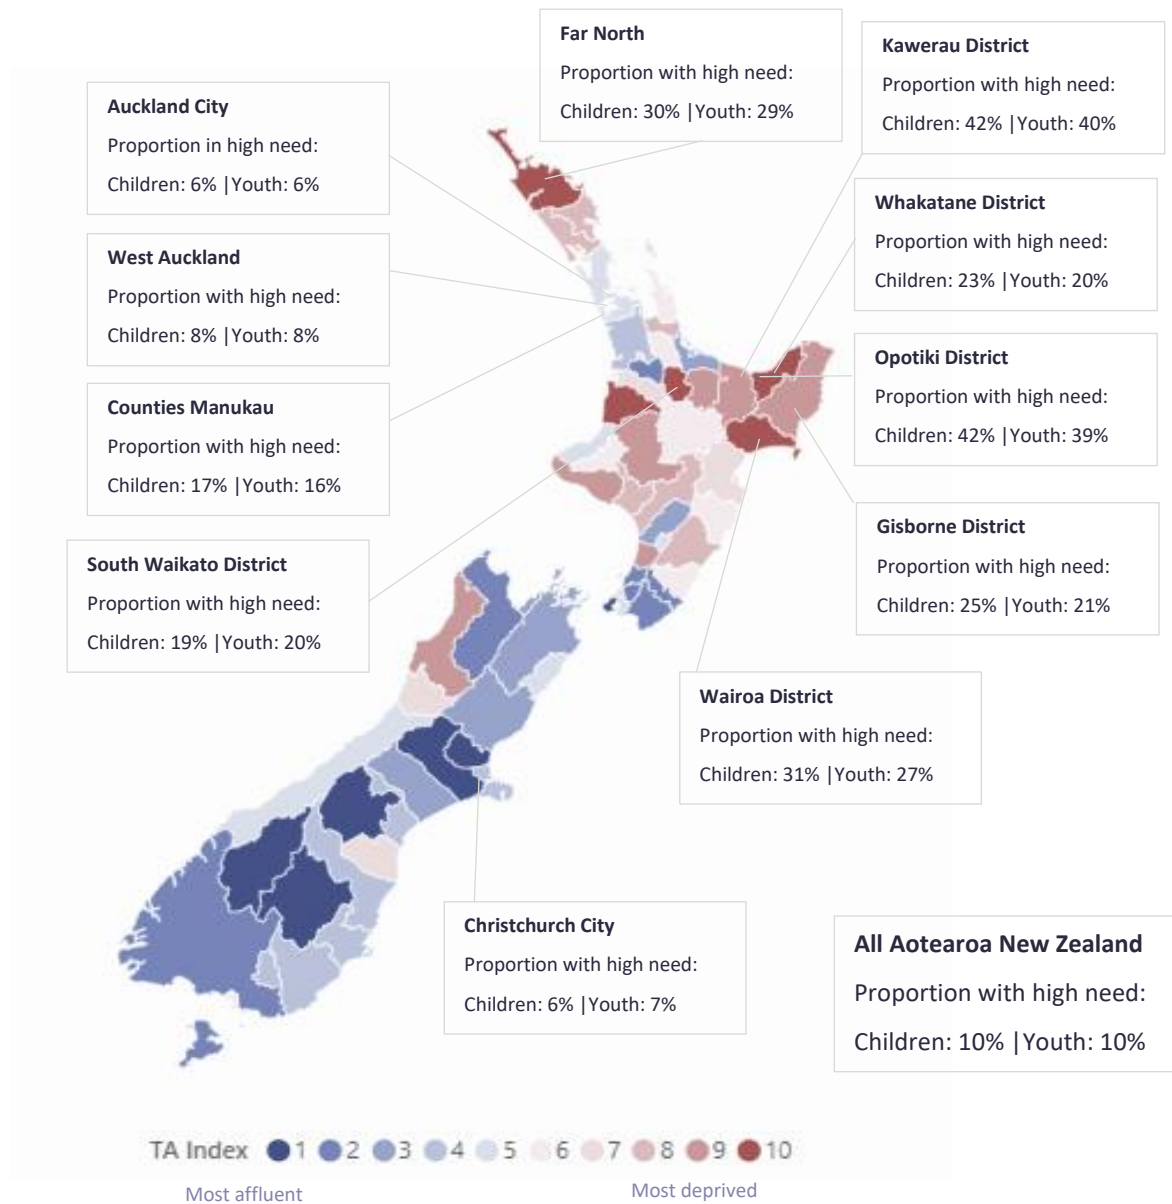 Far North
Proportion with high need:
Children: 30% |Youth: 29%
Kawerau District
Proportion with high need:
Children: 42% |Youth: 40%
Auckland City
Proportion in high need:
Children: 6% |Youth: 6%
Whakatane District
Proportion with high need:
Children: 23% |Youth: 20%
West Auckland
Proportion with high need:
Children: 8% |Youth: 8%
Opotiki District
Proportion with high need:
Children: 42% |Youth: 39%
Counties Manukau
Proportion with high need:
Children: 17% |Youth: 16%
Gisborne District
Proportion with high need:
Children: 25% |Youth: 21%
South Waikato District
Proportion with high need:
Children: 19% |Youth: 20%
Wairoa District
Proportion with high need:
Children: 31% |Youth: 27%
Christchurch City
Proportion with high need:
Children: 6% |Youth: 7%
All Aotearoa New Zealand
Proportion with high need:
Children: 10% |Youth: 10%
TA Index 1 2 3 4 5 6 7 8 9 10
Most affluent Most deprived